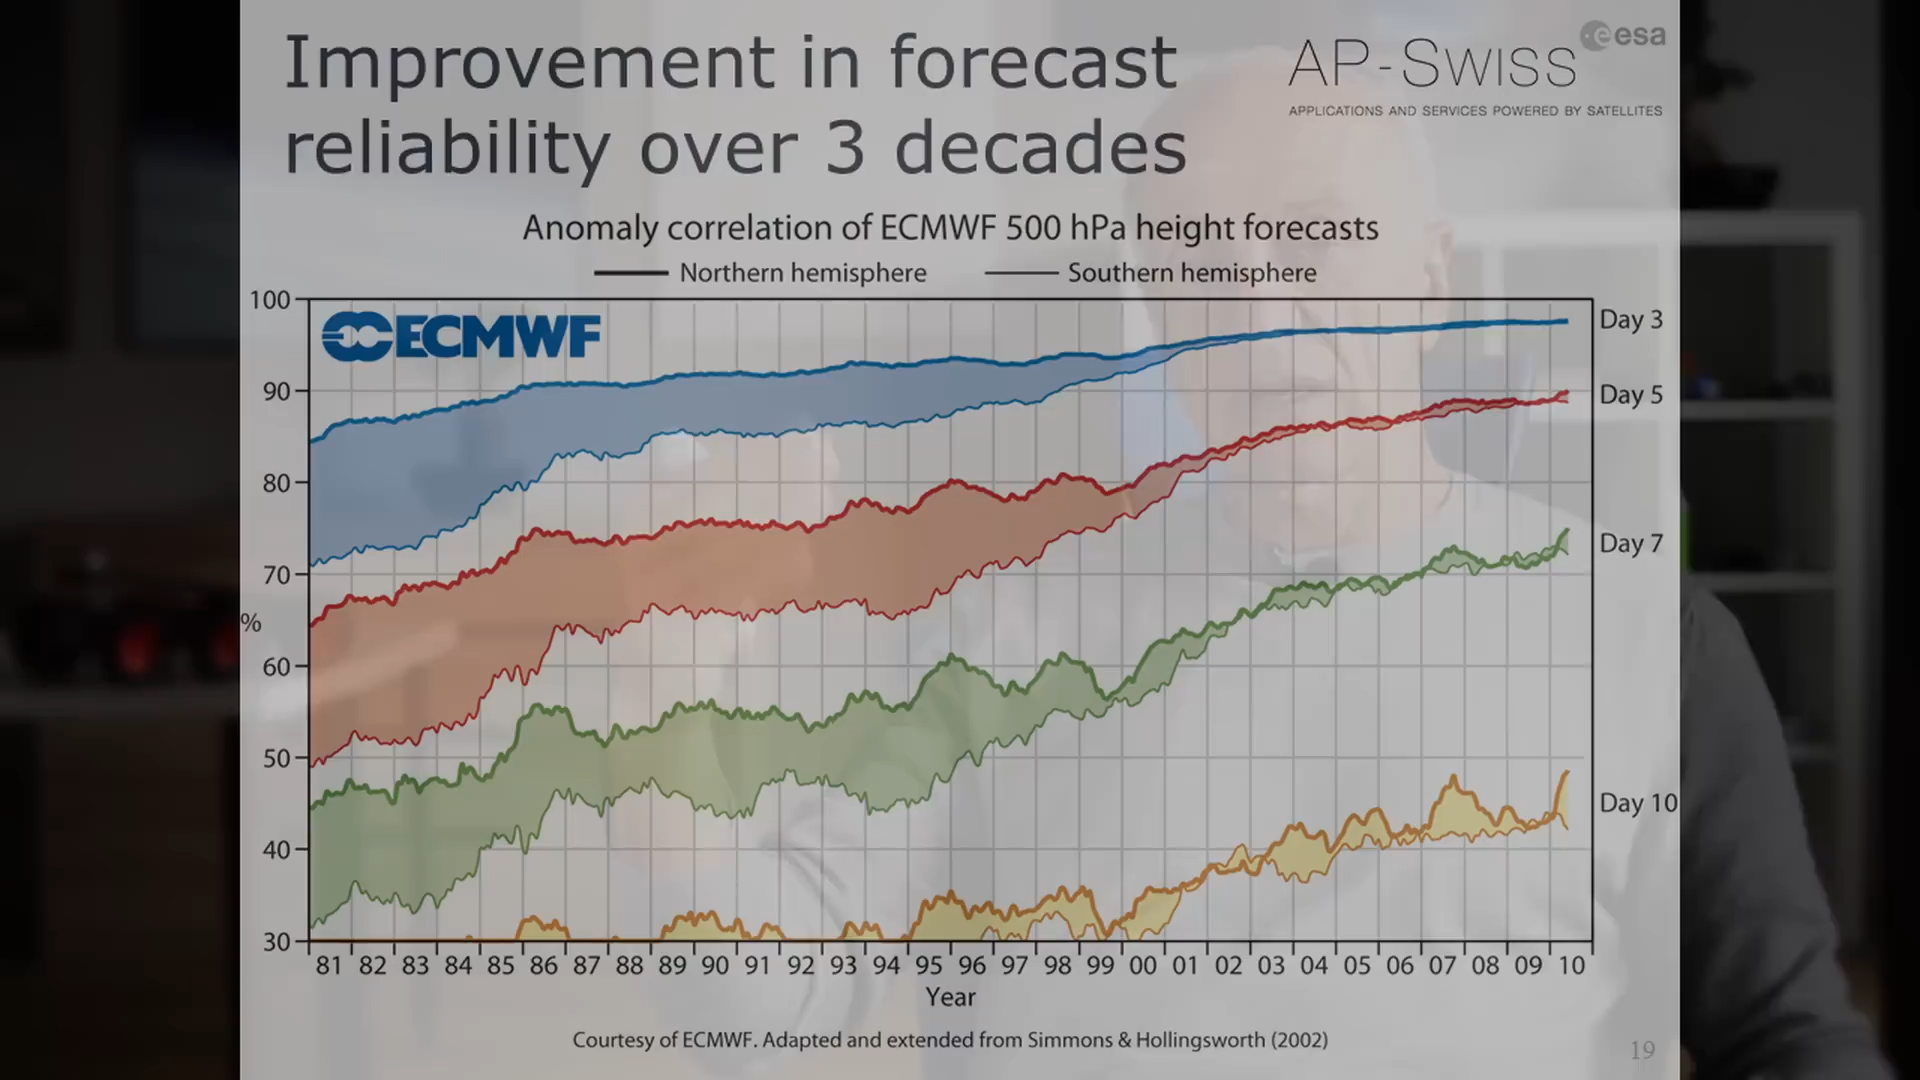 Improvement in forecast
reliability over 3 decades
esa
AP-SWISS
APPLICATIONS AND SERVICES POWERED BY SATELLITES
Anomaly correlation of ECMWF 500 hPa height forecasts
Northern hemisphere Southern hemisphere
ECMWF
100
90
80
70
%
60
50
40
30
Day 3
Day 5
Day 7
Day 10
81 82 83 84 85 86 87 88 89 90 91 92 93 94 95 96 97 98 99 00 01 02 03 04 05 06 07 08 09 10
Year
Courtesy of ECMWF. Adapted and extended from Simmons & Hollingsworth (2002)
19